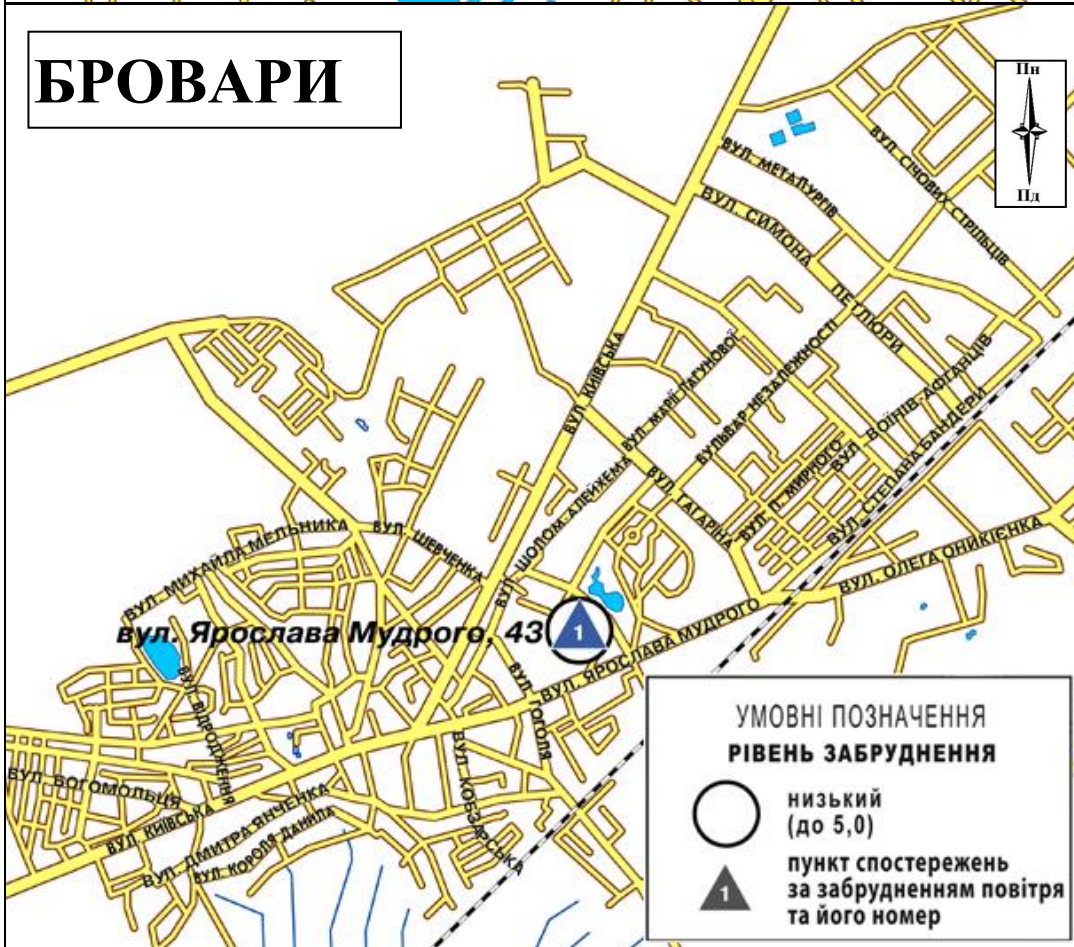 БРОВАРИ
Пн
Пд
ВУЛ. МЕТАЛУРГІВ
ВУЛ. СІЧОВИХ СТРІЛЬЦІВ
ВУЛ. СИМОНА ПЕТЛЮРИ
ВУЛ. КИЇВСЬКА
ВУЛ. МАРІЇ ЛАГУНОВОЇ
БУЛЬВАР НЕЗАЛЕЖНОСТІ
ВУЛ. ВОЇНІВ-АФГАНЦІВ
ВУЛ. СТЕПАНА БАНДЕРИ
ВУЛ. П. МИРНОГО
ВУЛ. ГАГАРІНА
ВУЛ. ШОЛОМ-АЛЕЙХЕМА
ВУЛ. МИХАЙЛА МЕЛЬНИКА
ВУЛ. ШЕВЧЕНКА
ВУЛ. ОЛЕГА ОНИКІЄНКА
вул. Ярослава Мудрого, 43
1
ВУЛ. ЯРОСЛАВА МУДРОГО
ВУЛ. ВІДРОДЖЕННЯ
ВУЛ. ГОГОЛЯ
ВУЛ. КОБЗАРСЬКА
ВУЛ. БОГОМОЛЬЦЯ
ВУЛ. КИЇВСЬКА
ВУЛ. ДМИТРА ЯНЧЕНКА
ВУЛ. КОРОЛЯ ДАНИЛА
УМОВНІ ПОЗНАЧЕННЯ
РІВЕНЬ ЗАБРУДНЕННЯ
низький
(до 5,0)
1
пункт спостережень
за забрудненням повітря
та його номер